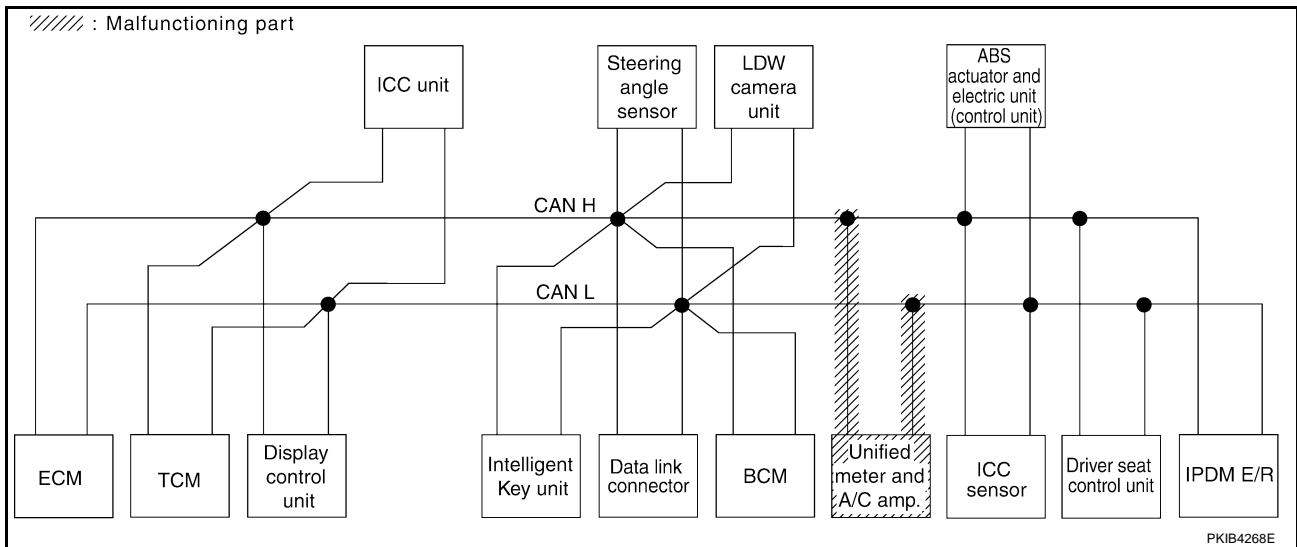 : Malfunctioning part
ICC unit
Steering
angle
sensor
LDW
camera
unit
ABS
actuator and
electric unit
(control unit)
CAN H
CAN L
ECM
TCM
Display
control
unit
Intelligent
Key unit
Data link
connector
BCM
Unified
meter and
A/C amp.
ICC
sensor
Driver seat
control unit
IPDM E/R
PKIB4268E